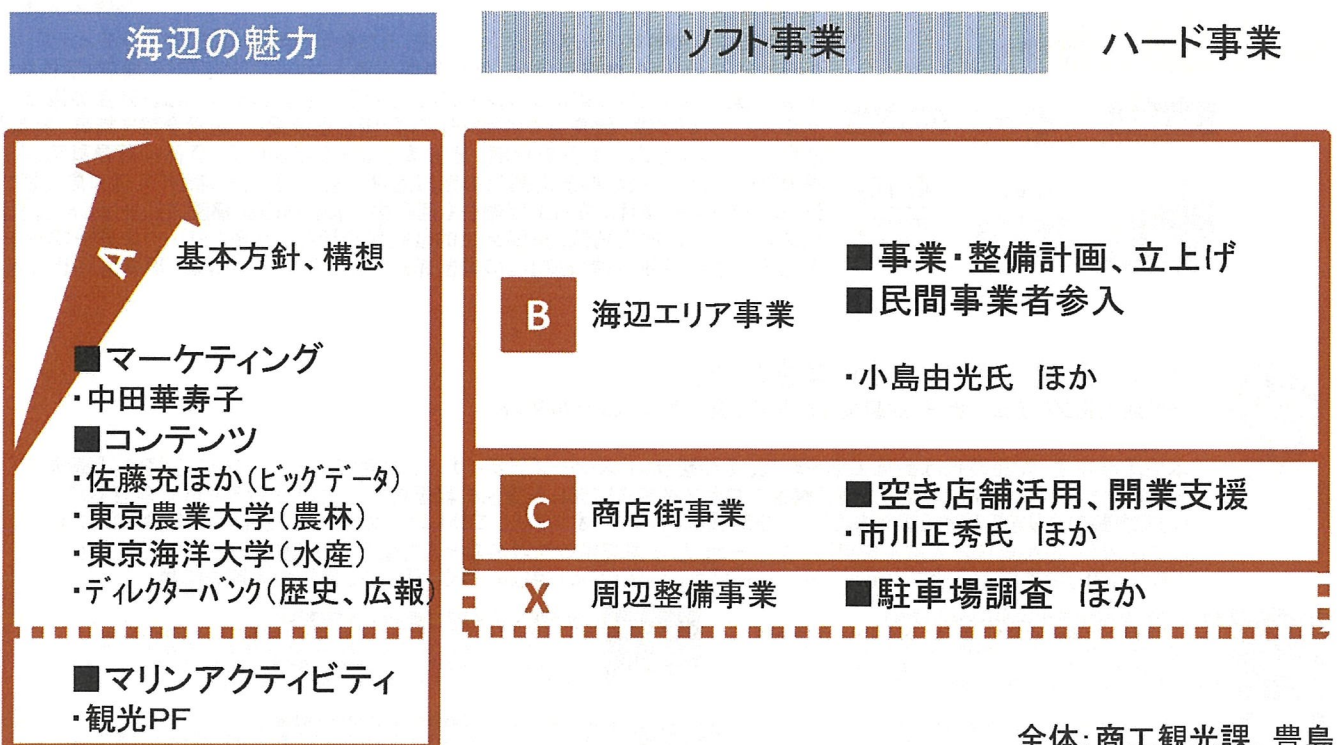 海辺の魅力
ソフト事業
ハード事業
A
基本方針、構想
■マーケティング
・中田華寿子
■コンテンツ
・佐藤充ほか(ビッグデータ)
・東京農業大学(農林)
・東京海洋大学(水産)
・ディレクターバンク(歴史、広報)
■マリンアクティビティ
・観光PF
B 海辺エリア事業
■事業・整備計画、立上げ
■民間事業者参入
・小島由光氏 ほか
C 商店街事業
■空き店舗活用、開業支援
・市川正秀氏 ほか
X 周辺整備事業 ■駐車場調査 ほか
全体:商工観光課 豊島